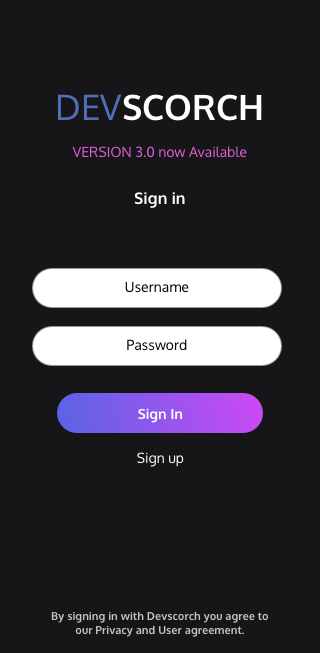 DEVSCORCH
VERSION 3.0 now Available
Sign in
Username
Password
Sign In
Sign up
By signing in with Devscorch you agree to
our Privacy and User agreement.